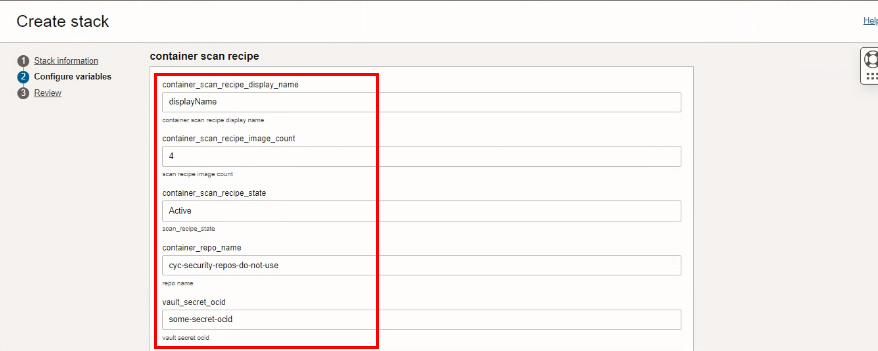 Create stack
Help
1 Stack information
2 Configure variables
3 Review
container scan recipe
container_scan_recipe_display_name
displayName
container scan recipe display name
container_scan_recipe_image_count
4
scan recipe image count
container_scan_recipe_state
Active
scan_recipe_state
container_repo_name
cyc-security-repos-do-not-use
repo name
vault_secret_ocid
some-secret-ocid
vault secret ocid